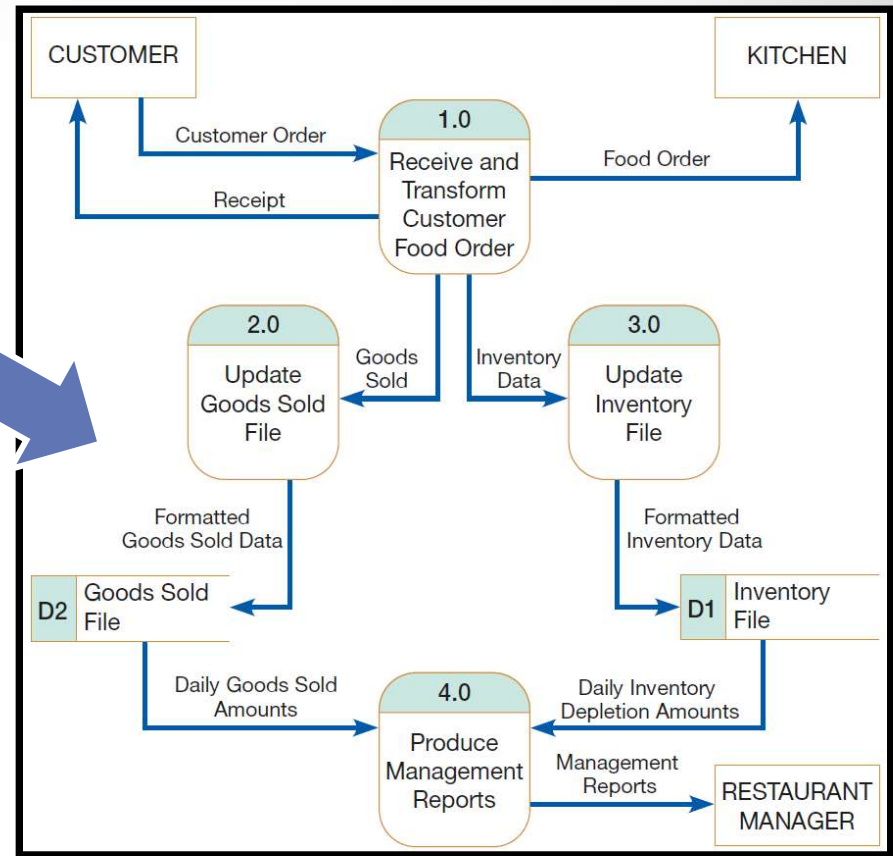 CUSTOMER
KITCHEN
1.0
Customer Order
Receive and
Transform
Customer
Food Order
Food Order
Receipt
2.0
3.0
Goods
Sold
Inventory
Data
Update
Goods Sold
File
Update
Inventory
File
Formatted
Goods Sold Data
Formatted
Inventory Data
D2
Goods Sold
File
D1
Inventory
File
Daily Goods Sold
Amounts
4.0
Daily Inventory
Depletion Amounts
Produce
Management
Reports
Management
Reports
RESTAURANT
MANAGER